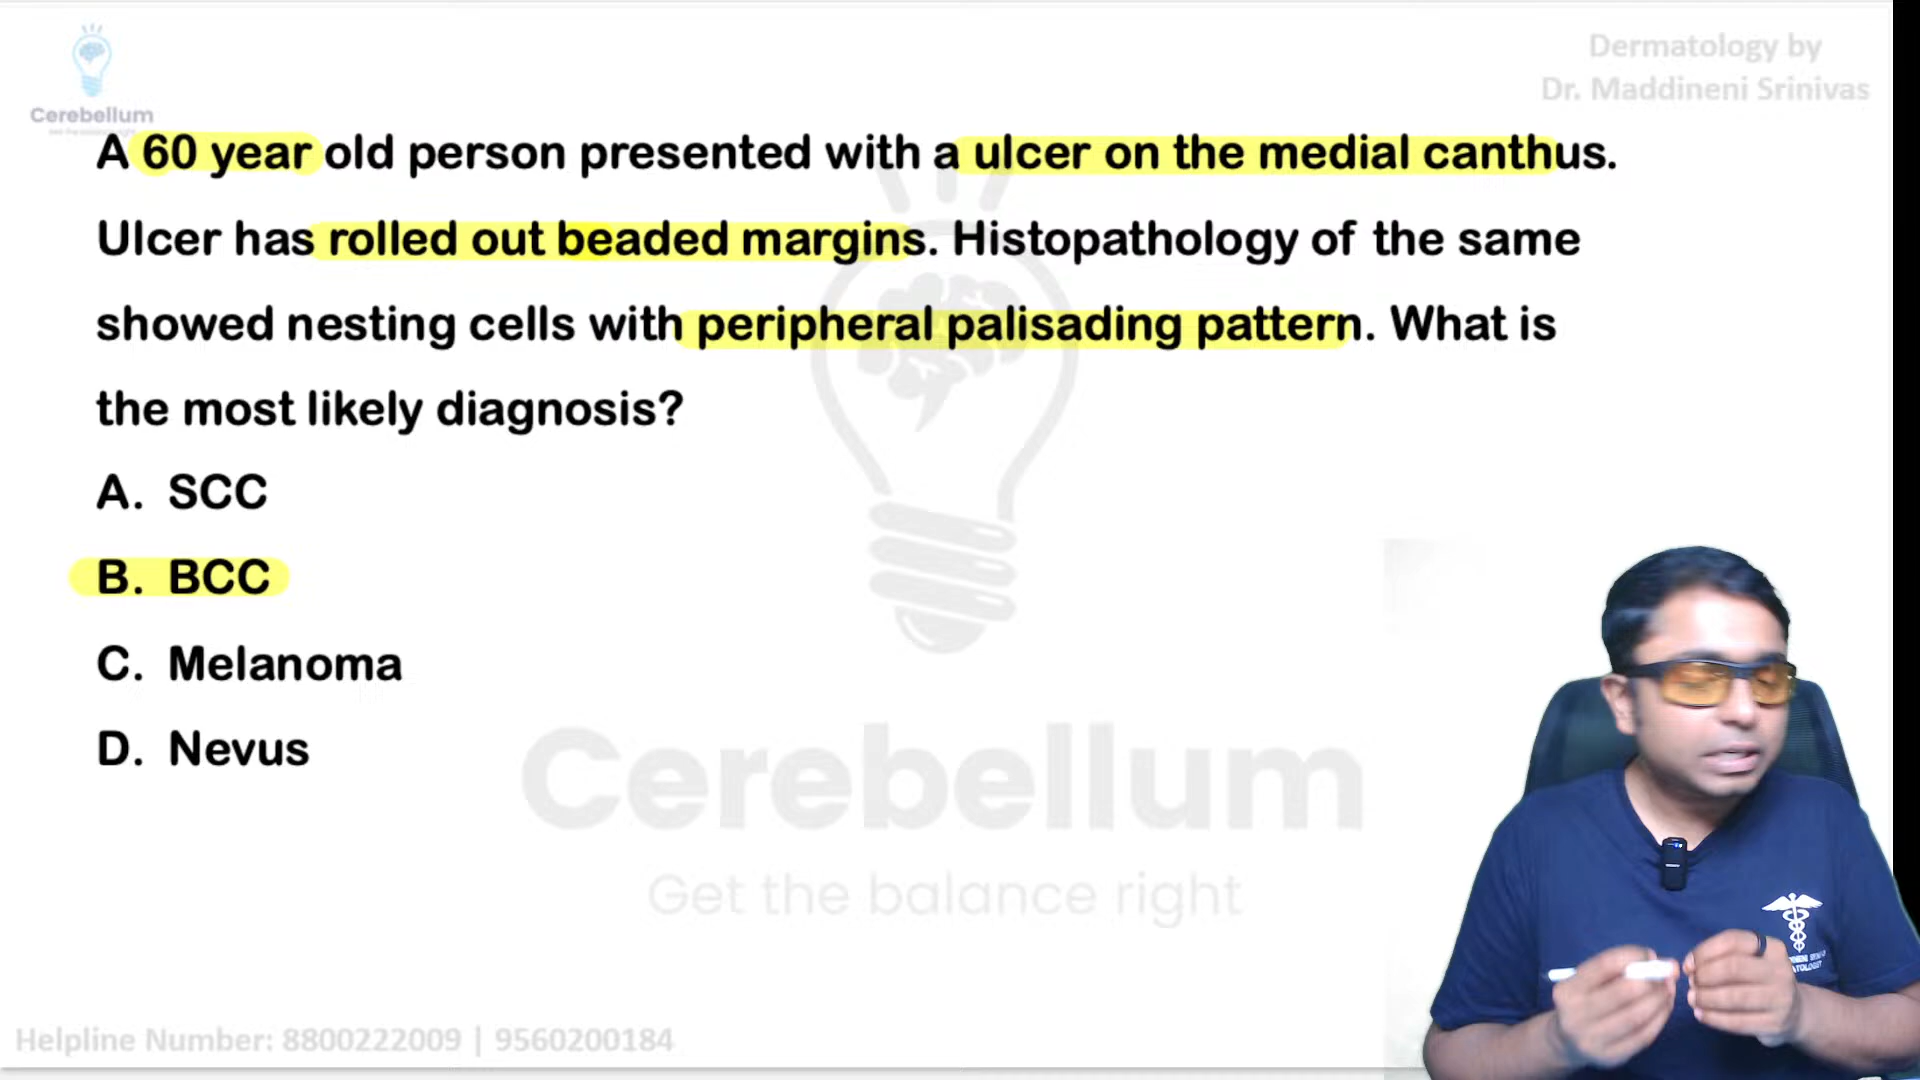 Cerebellum
Dermatology by
Dr. Maddineni Srinivas
A 60 year old person presented with a ulcer on the medial canthus.
Ulcer has rolled out beaded margins. Histopathology of the same
showed nesting cells with peripheral palisading pattern. What is
the most likely diagnosis?
A. SCC
B. BCC
C. Melanoma
D. Nevus
Cerebellum
Get the balance right
Helpline Number: 8800222009 | 9560200184